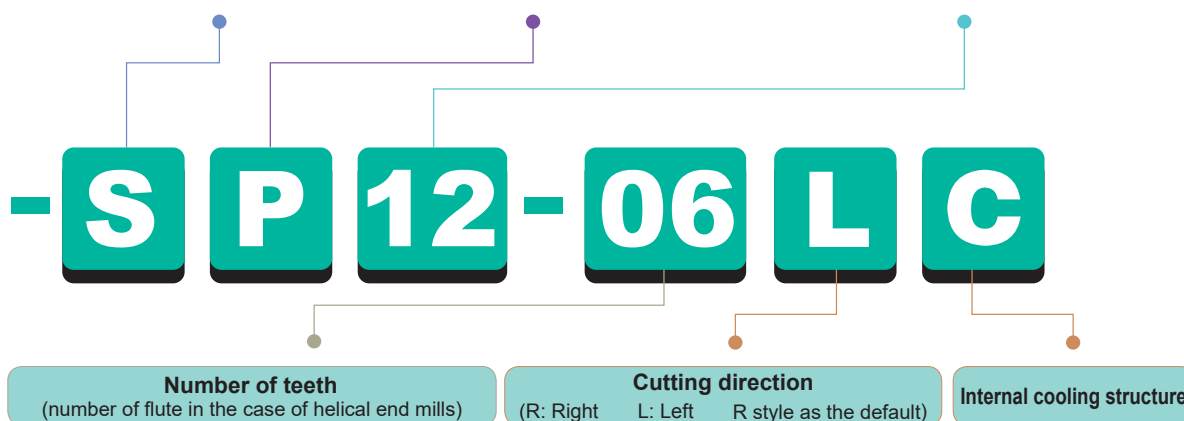 - S P 12 - 06 L C
Number of teeth
(number of flute in the case of helical end mills)
Cutting direction
(R: Right L: Left R style as the default)
Internal cooling structure